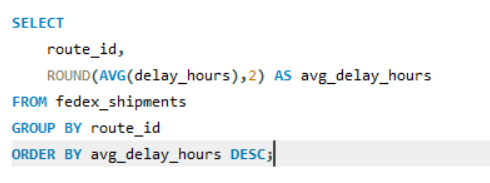 SELECT
route_id,
ROUND(AVG(delay_hours),2) AS avg_delay_hours
FROM fedex_shipments
GROUP BY route_id
ORDER BY avg_delay_hours DESC;